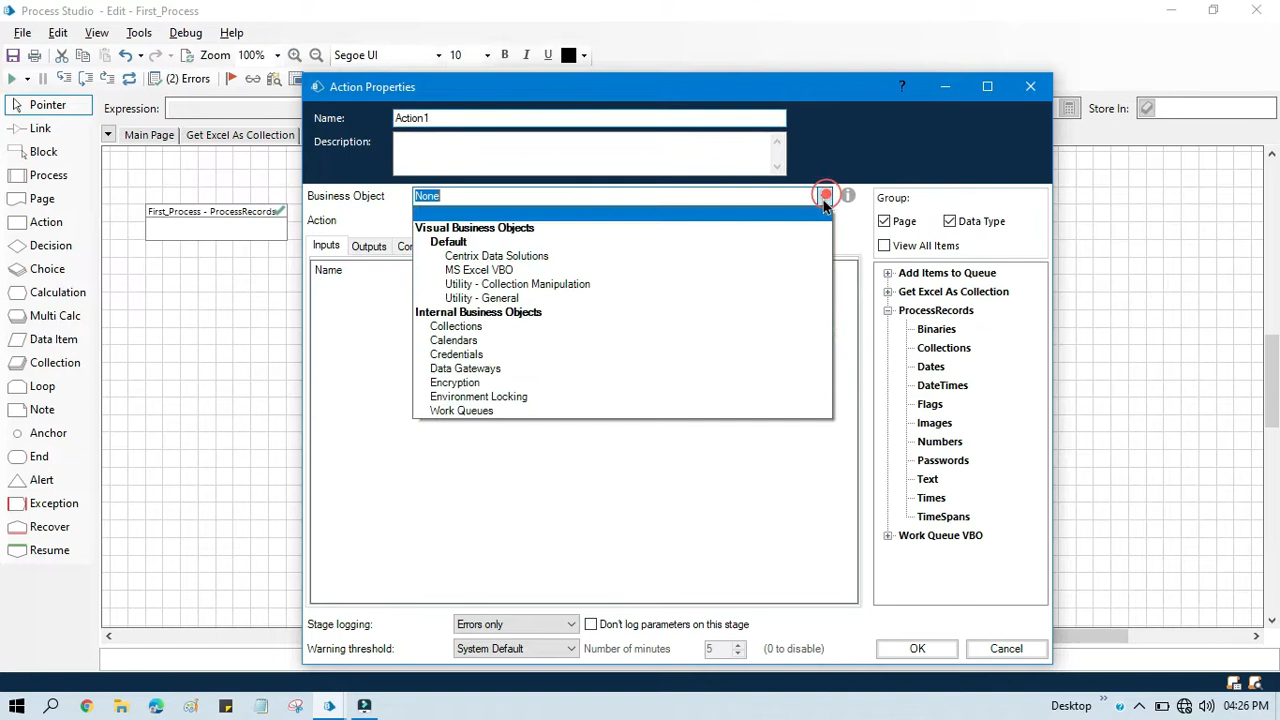 Process Studio - Edit - First_Process
File Edit View Tools Debug Help
Zoom 100% Segoe UI 10 B I U
(2) Errors
Action Properties ?
Pointer
Expression: Store In:
Name: Action1
Link
Main Page Get Excel As Collection
Description:
Block
Process
Business Object None
Group:
Page
First_Process - ProcessRecords
Action
Page Data Type
Action
Inputs Outputs Con
Decision
View All Items
Choice
Name
Visual Business Objects
Default
Centrix Data Solutions
MS Excel VBO
Utility - Collection Manipulation
Utility - General
Internal Business Objects
Collections
Calendars
Credentials
Data Gateways
Encryption
Environment Locking
Work Queues
Add Items to Queue
Get Excel As Collection
ProcessRecords
Binaries
Collections
Dates
DateTimes
Flags
Images
Numbers
Passwords
Text
Times
TimeSpans
Work Queue VBO
Calculation
Multi Calc
Data Item
Collection
Loop
Note
Anchor
End
Alert
Exception
Recover
Resume
Stage logging: Errors only Don't log parameters on this stage
Warning threshold: System Default Number of minutes 5 (0 to disable)
OK Cancel
Desktop 04:26 PM